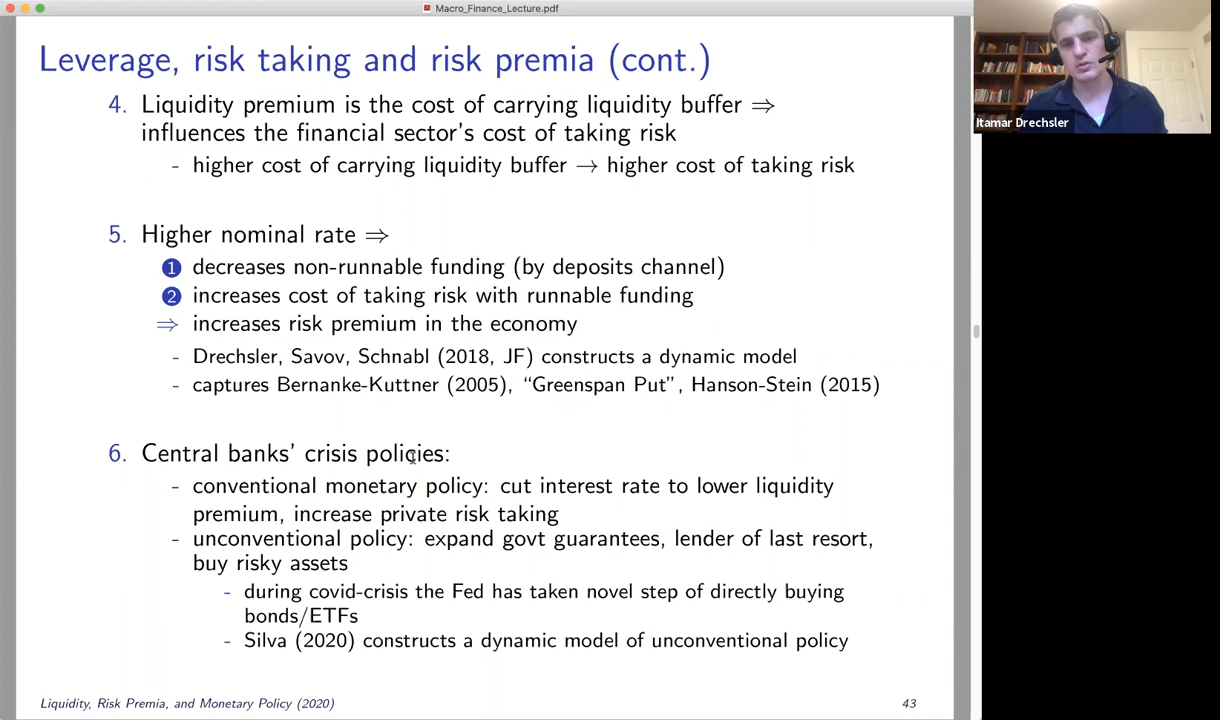 Macro_Finance_Lecture.pdf
Leverage, risk taking and risk premia (cont.)
4. Liquidity premium is the cost of carrying liquidity buffer ⇒
influences the financial sector's cost of taking risk
- higher cost of carrying liquidity buffer → higher cost of taking risk
5. Higher nominal rate ⇒
1 decreases non-runnable funding (by deposits channel)
2 increases cost of taking risk with runnable funding
⇒ increases risk premium in the economy
- Drechsler, Savov, Schnabl (2018, JF) constructs a dynamic model
- captures Bernanke-Kuttner (2005), "Greenspan Put", Hanson-Stein (2015)
6. Central banks' crisis policies:
- conventional monetary policy: cut interest rate to lower liquidity
premium, increase private risk taking
- unconventional policy: expand govt guarantees, lender of last resort,
buy risky assets
- during covid-crisis the Fed has taken novel step of directly buying
bonds/ETFs
- Silva (2020) constructs a dynamic model of unconventional policy
Liquidity, Risk Premia, and Monetary Policy (2020)
43
Itamar Drechsler